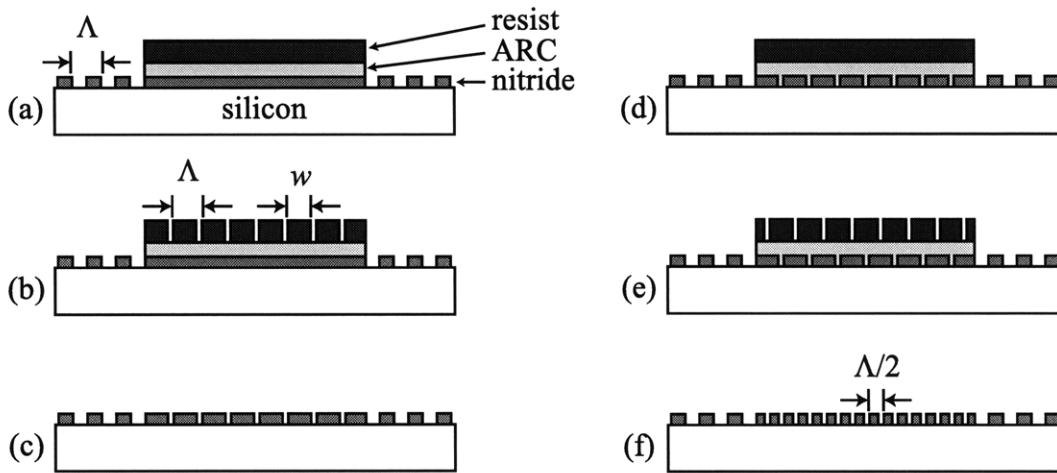 Λ
resist
ARC
nitride
silicon
(a)
Λ
w
(b)
(c)
(d)
(e)
Λ/2
(f)